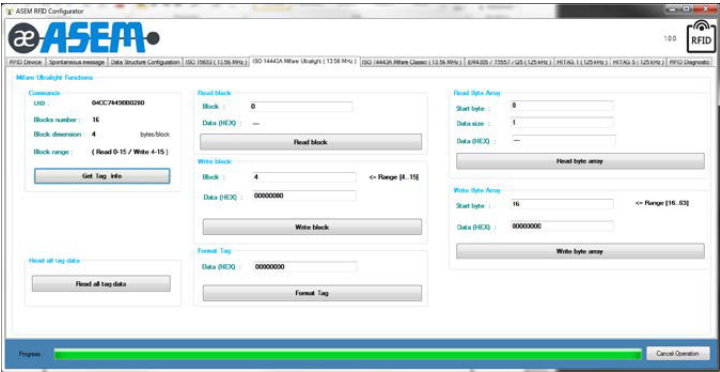 ASEM RFID Configurator
ASEM
1.0.0
RFID
RFID Device
Spontaneous message
Data Structure Configuration
ISO 15693 ( 13.56 MHz )
ISO 14443A Mifare Ultralight ( 13.56 MHz )
ISO 14443A Mifare Classic ( 13.56 MHz )
EM4305 / T5557 / Q5 ( 125 kHz )
HITAG 1 ( 125 kHz )
HITAG S ( 125 kHz )
RFID Diagnostic
Mifare Ultralight Functions
Commands
UID :
04CC7449B00280
Blocks number :
16
Block dimension :
4
bytes/block
Block range :
( Read 0-15 / Write 4-15 )
Get Tag Info
Read all tag data
Read all tag data
Read block
Block :
0
Data (HEX) :
---
Read block
Write block
Block :
4
<- Range [4..15]
Data (HEX) :
00000000
Write block
Format Tag
Data (HEX) :
00000000
Format Tag
Read Byte Array
Start byte :
0
Data size :
1
Data (HEX) :
---
Read byte array
Write Byte Array
Start byte :
16
<- Range [16..63]
Data (HEX) :
00000000
Write byte array
Progress
Cancel Operation